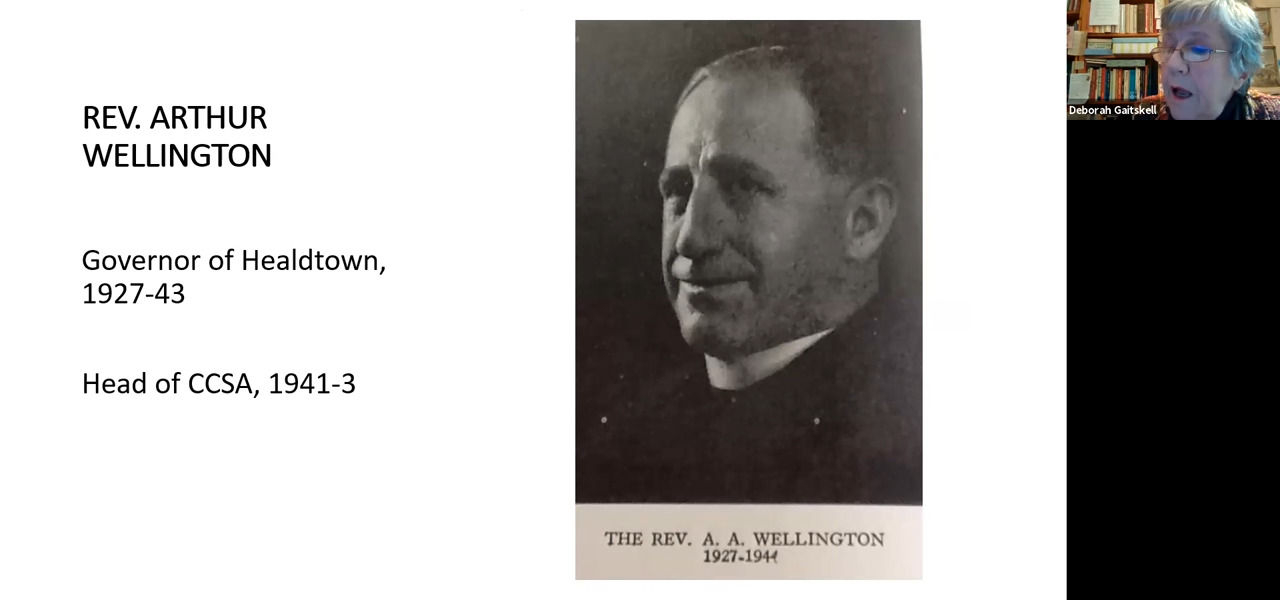 REV. ARTHUR
WELLINGTON
Governor of Healdtown,
1927-43
Head of CCSA, 1941-3
THE REV. A. A. WELLINGTON
1927-1944
Deborah Gaitskell